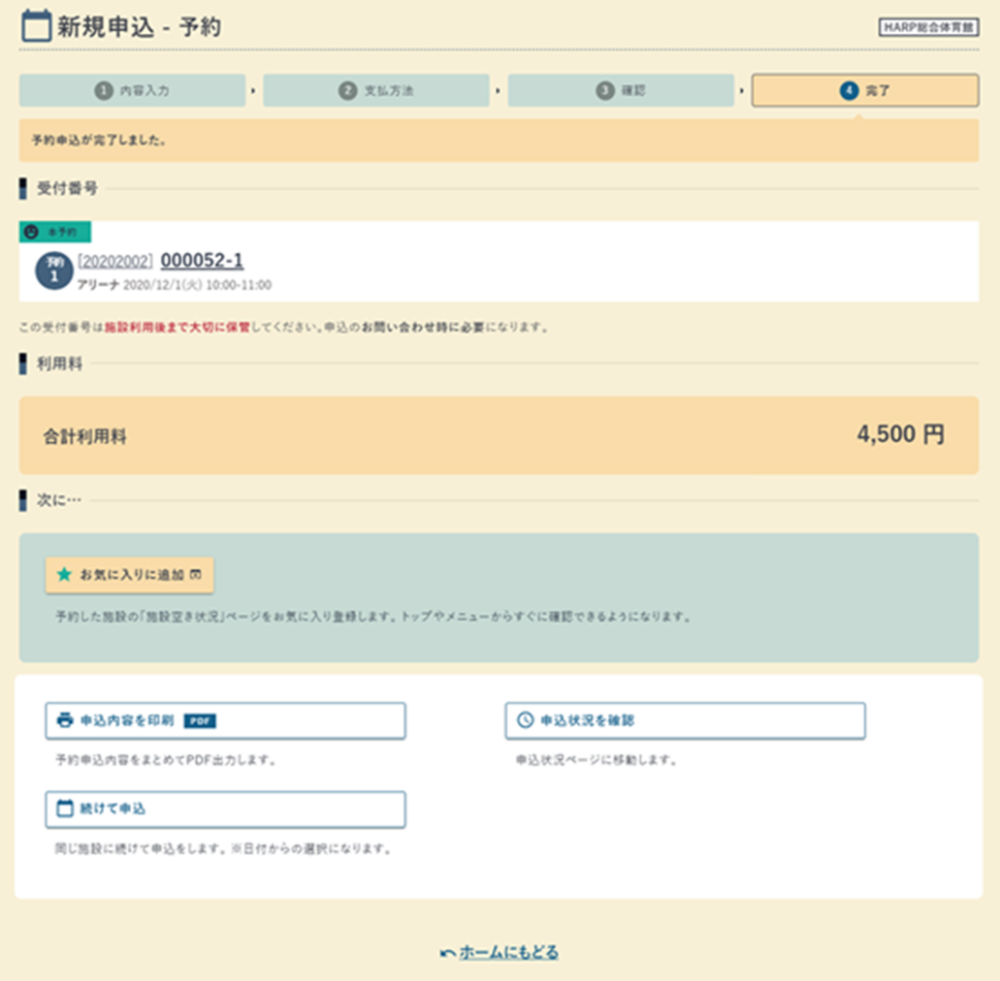 新規申込 - 予約
HARP総合体育館
1 内容入力
2 支払方法
3 確認
4 完了
予約申込が完了しました。
受付番号
本予約
予約 1
[20202002] 000052-1
アリーナ 2020/12/1(火) 10:00-11:00
この受付番号は施設利用後まで大切に保管してください。申込のお問い合わせ時に必要になります。
利用料
合計利用料 4,500 円
次に…
お気に入りに追加
予約した施設の「施設空き状況」ページをお気に入り登録します。トップやメニューからすぐに確認できるようになります。
申込内容を印刷 PDF
予約申込内容をまとめてPDF出力します。
申込状況を確認
申込状況ページに移動します。
続けて申込
同じ施設に続けて申込をします。※日付からの選択になります。
ホームにもどる